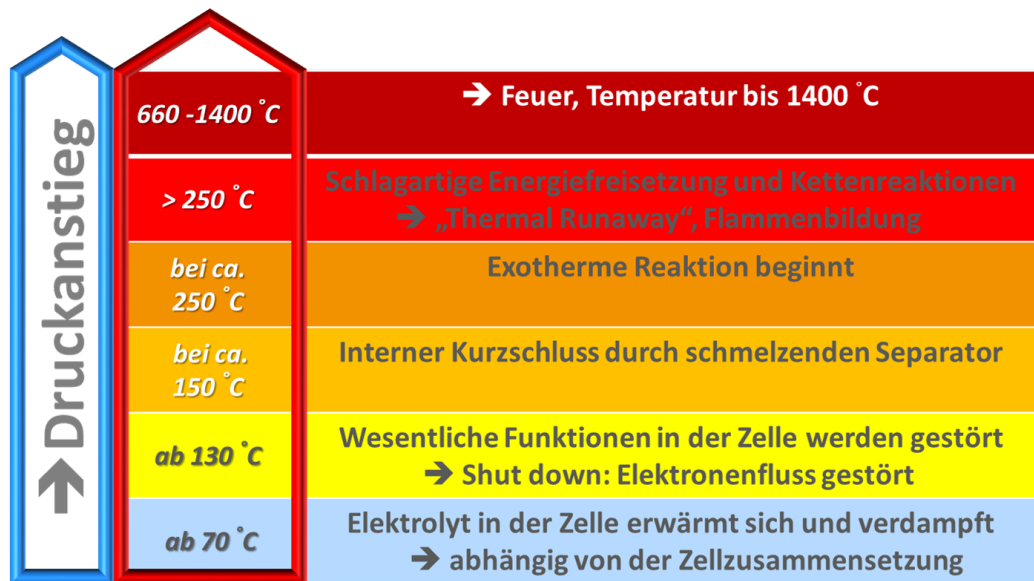 ➔ Druckanstieg
660 -1400 °C
➔ Feuer, Temperatur bis 1400 °C
> 250 °C
Schlagartige Energiefreisetzung und Kettenreaktionen
➔ „Thermal Runaway“, Flammenbildung
bei ca.
250 °C
Exotherme Reaktion beginnt
bei ca.
150 °C
Interner Kurzschluss durch schmelzenden Separator
ab 130 °C
Wesentliche Funktionen in der Zelle werden gestört
➔ Shut down: Elektronenfluss gestört
ab 70 °C
Elektrolyt in der Zelle erwärmt sich und verdampft
➔ abhängig von der Zellzusammensetzung